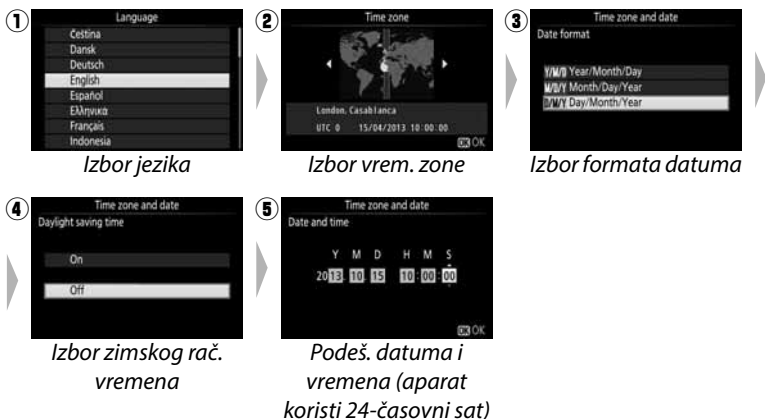 ①
Language
Čeština
Dansk
Deutsch
English
Español
Ελληνικά
Français
Indonesia
Izbor jezika
②
Time zone
London, Casablanca
UTC 0 15/04/2013 10:00:00
OK OK
Izbor vrem. zone
③
Time zone and date
Date format
Y/M/D Year/Month/Day
M/D/Y Month/Day/Year
D/M/Y Day/Month/Year
Izbor formata datuma
④
Time zone and date
Daylight saving time
On
Off
Izbor zimskog rač.
vremena
⑤
Time zone and date
Date and time
Y M D H M S
2013. 10. 15 10:00:00
OK OK
Podeš. datuma i
vremena (aparat
koristi 24-časovni sat)